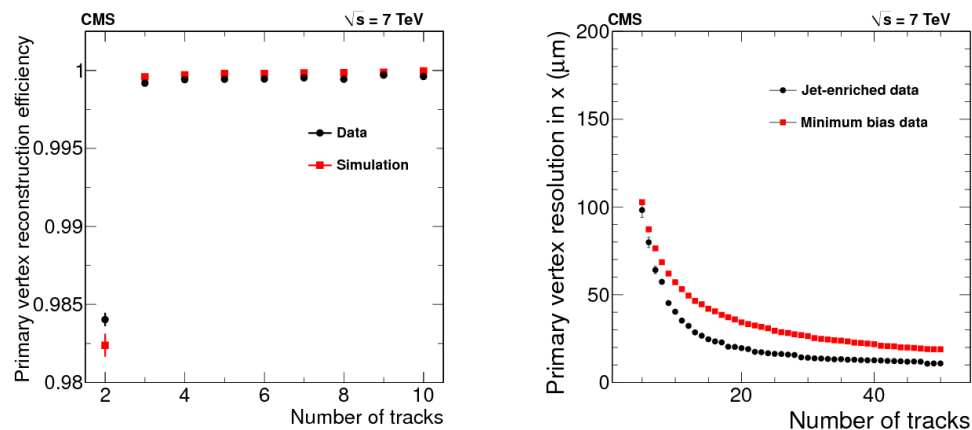 CMS
√s = 7 TeV
Primary vertex reconstruction efficiency
1
0.995
0.99
0.985
0.98
Data
Simulation
2
4
6
8
10
Number of tracks
CMS
√s = 7 TeV
Primary vertex resolution in x (μm)
200
150
100
50
0
Jet-enriched data
Minimum bias data
20
40
Number of tracks